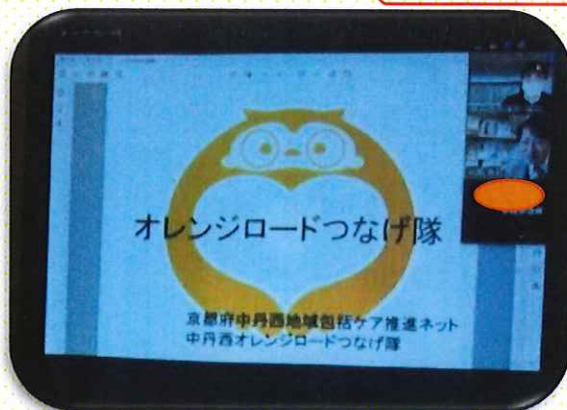 オレンジロードつなげ隊
京都府中丹西地域包括ケア推進ネット
中丹西オレンジロードつなげ隊